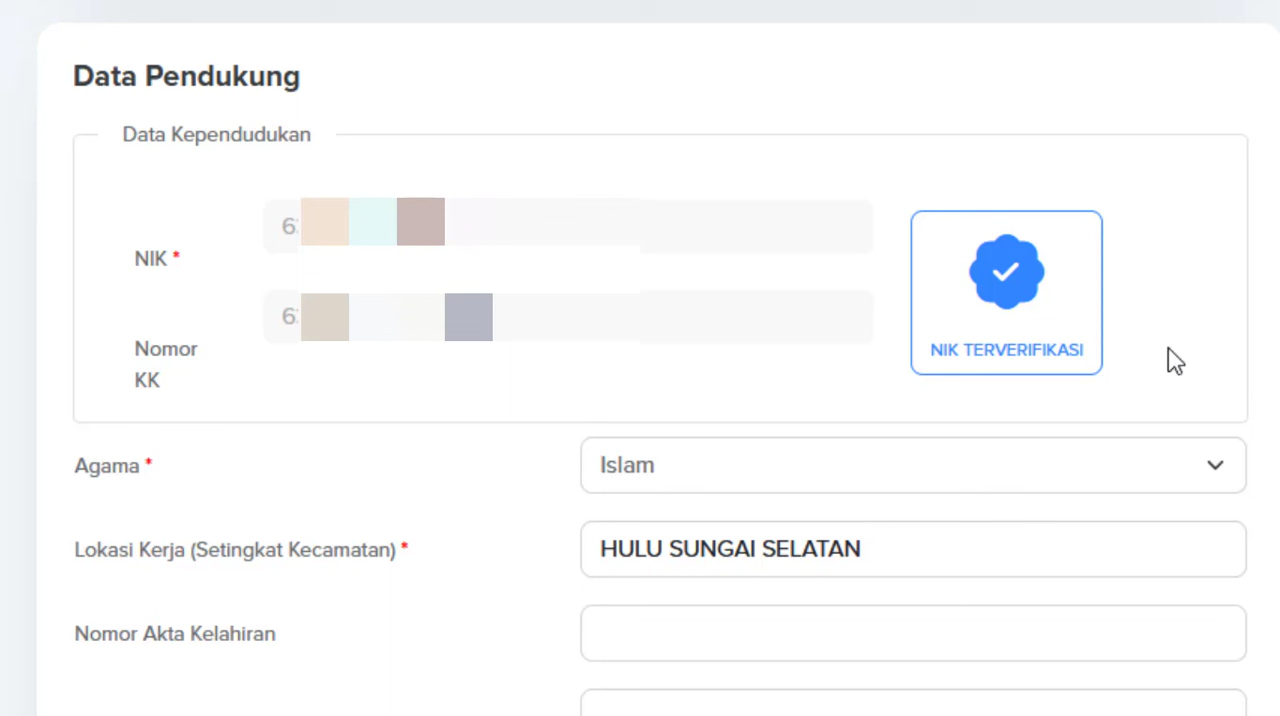 Data Pendukung
Data Kependudukan
NIK *
Nomor
KK
NIK TERVERIFIKASI
Agama *
Islam
Lokasi Kerja (Setingkat Kecamatan) *
HULU SUNGAI SELATAN
Nomor Akta Kelahiran